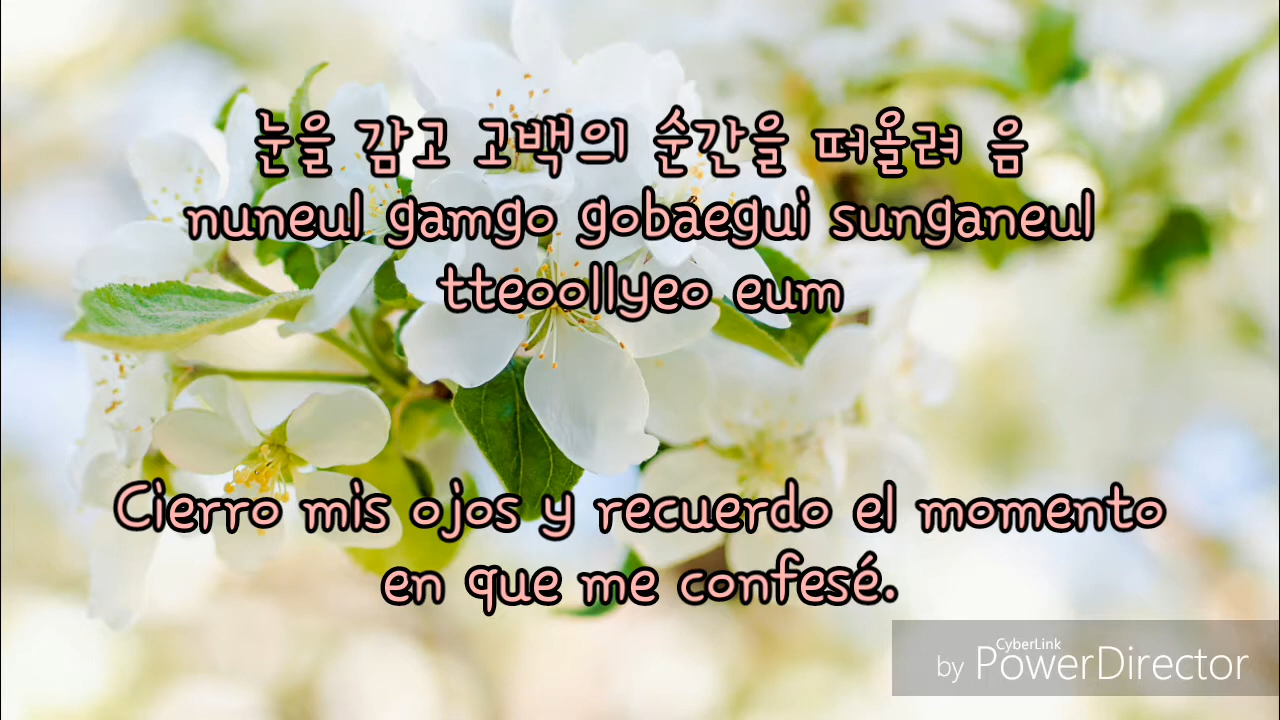 눈을 감고 고백의 순간을 떠올려 음
nuneul gamgo gobaegui sunganeul
tteoollyeo eum
Cierro mis ojos y recuerdo el momento
en que me confesé.
CyberLink
by PowerDirector